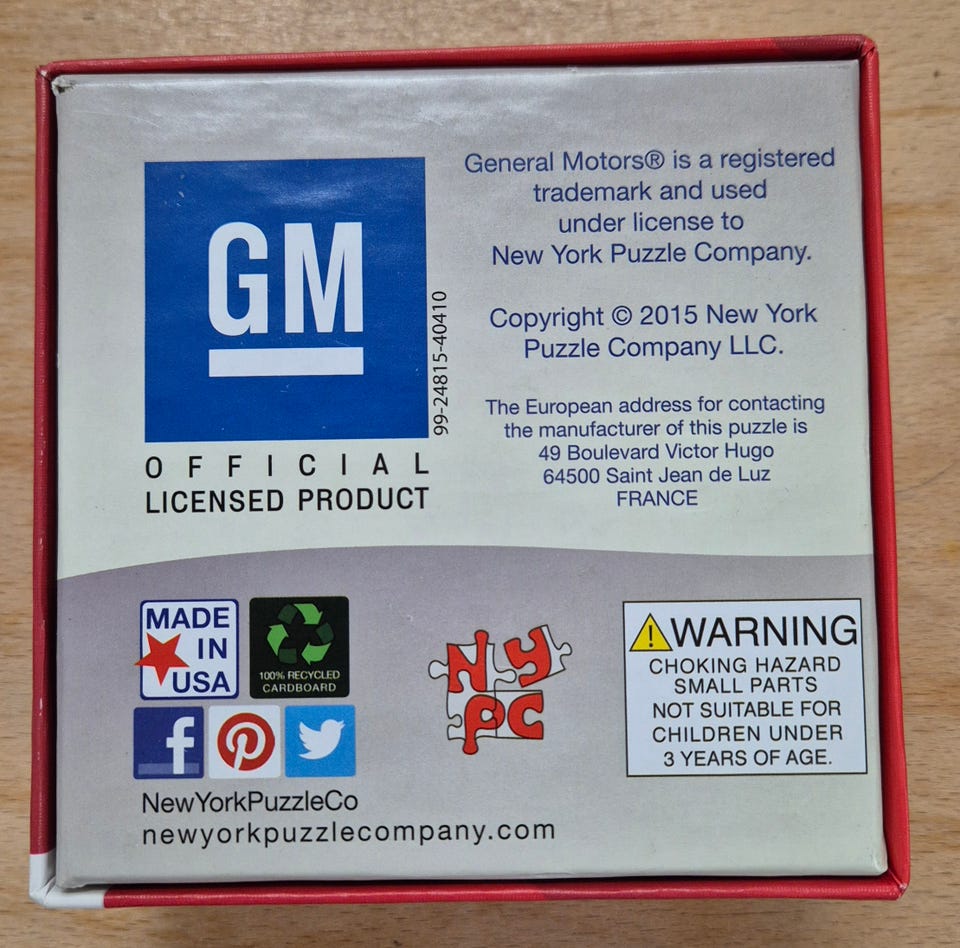 GM
99-24815-40410
OFFICIAL
LICENSED PRODUCT
General Motors® is a registered
trademark and used
under license to
New York Puzzle Company.
Copyright © 2015 New York
Puzzle Company LLC.
The European address for contacting
the manufacturer of this puzzle is
49 Boulevard Victor Hugo
64500 Saint Jean de Luz
FRANCE
MADE
IN
USA
100% RECYCLED
CARDBOARD
f
P
NewYorkPuzzleCo
newyorkpuzzlecompany.com
NY
PC
! WARNING
CHOKING HAZARD
SMALL PARTS
NOT SUITABLE FOR
CHILDREN UNDER
3 YEARS OF AGE.